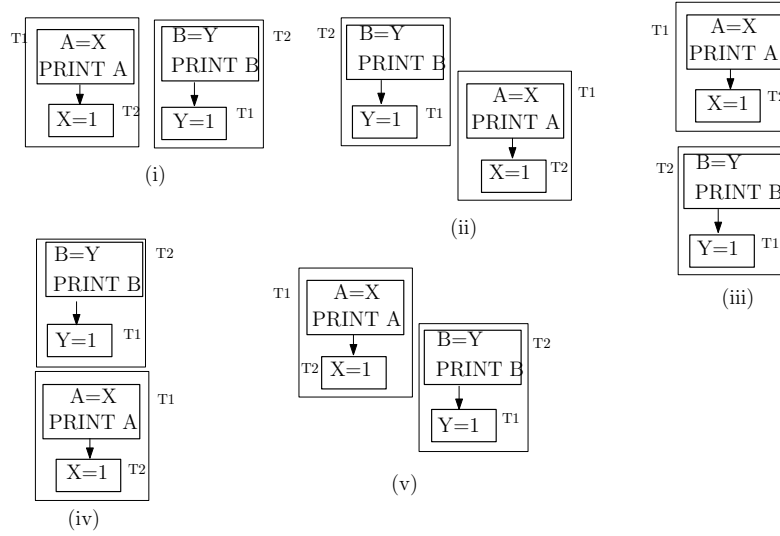 T1
A=X
PRINT A
X=1
T2
(i)
B=Y
PRINT B
T2
Y=1
T1
T2
B=Y
PRINT B
Y=1
T1
A=X
PRINT A
T1
X=1
T2
(ii)
T1
A=X
PRINT A
X=1
T2
T2
B=Y
PRINT B
Y=1
T1
(iii)
B=Y
PRINT B
T2
Y=1
T1
A=X
PRINT A
T1
X=1
T2
(iv)
T1
A=X
PRINT A
T2
X=1
B=Y
PRINT B
T2
Y=1
T1
(v)